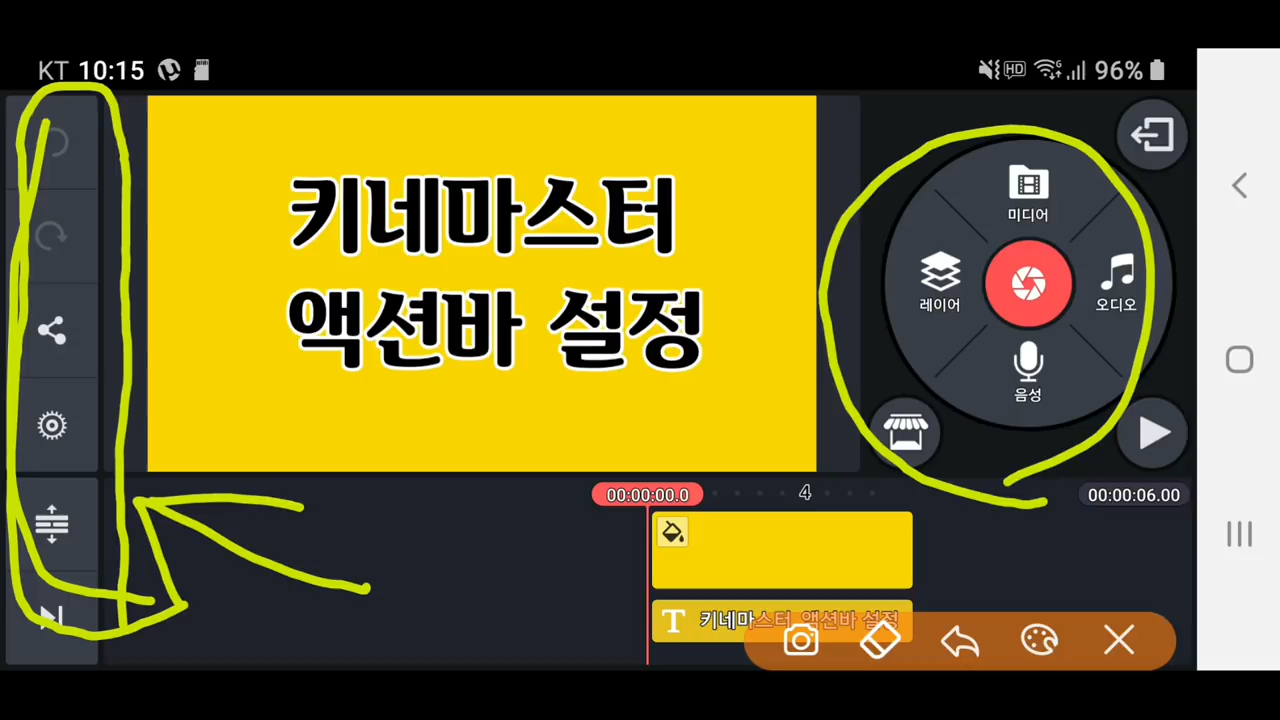 KT 10:15
HD 96%
키네마스터
액션바 설정
미디어
레이어
오디오
음성
00:00:00.0
4
00:00:06.00
T 키네마스터 액션바 설정